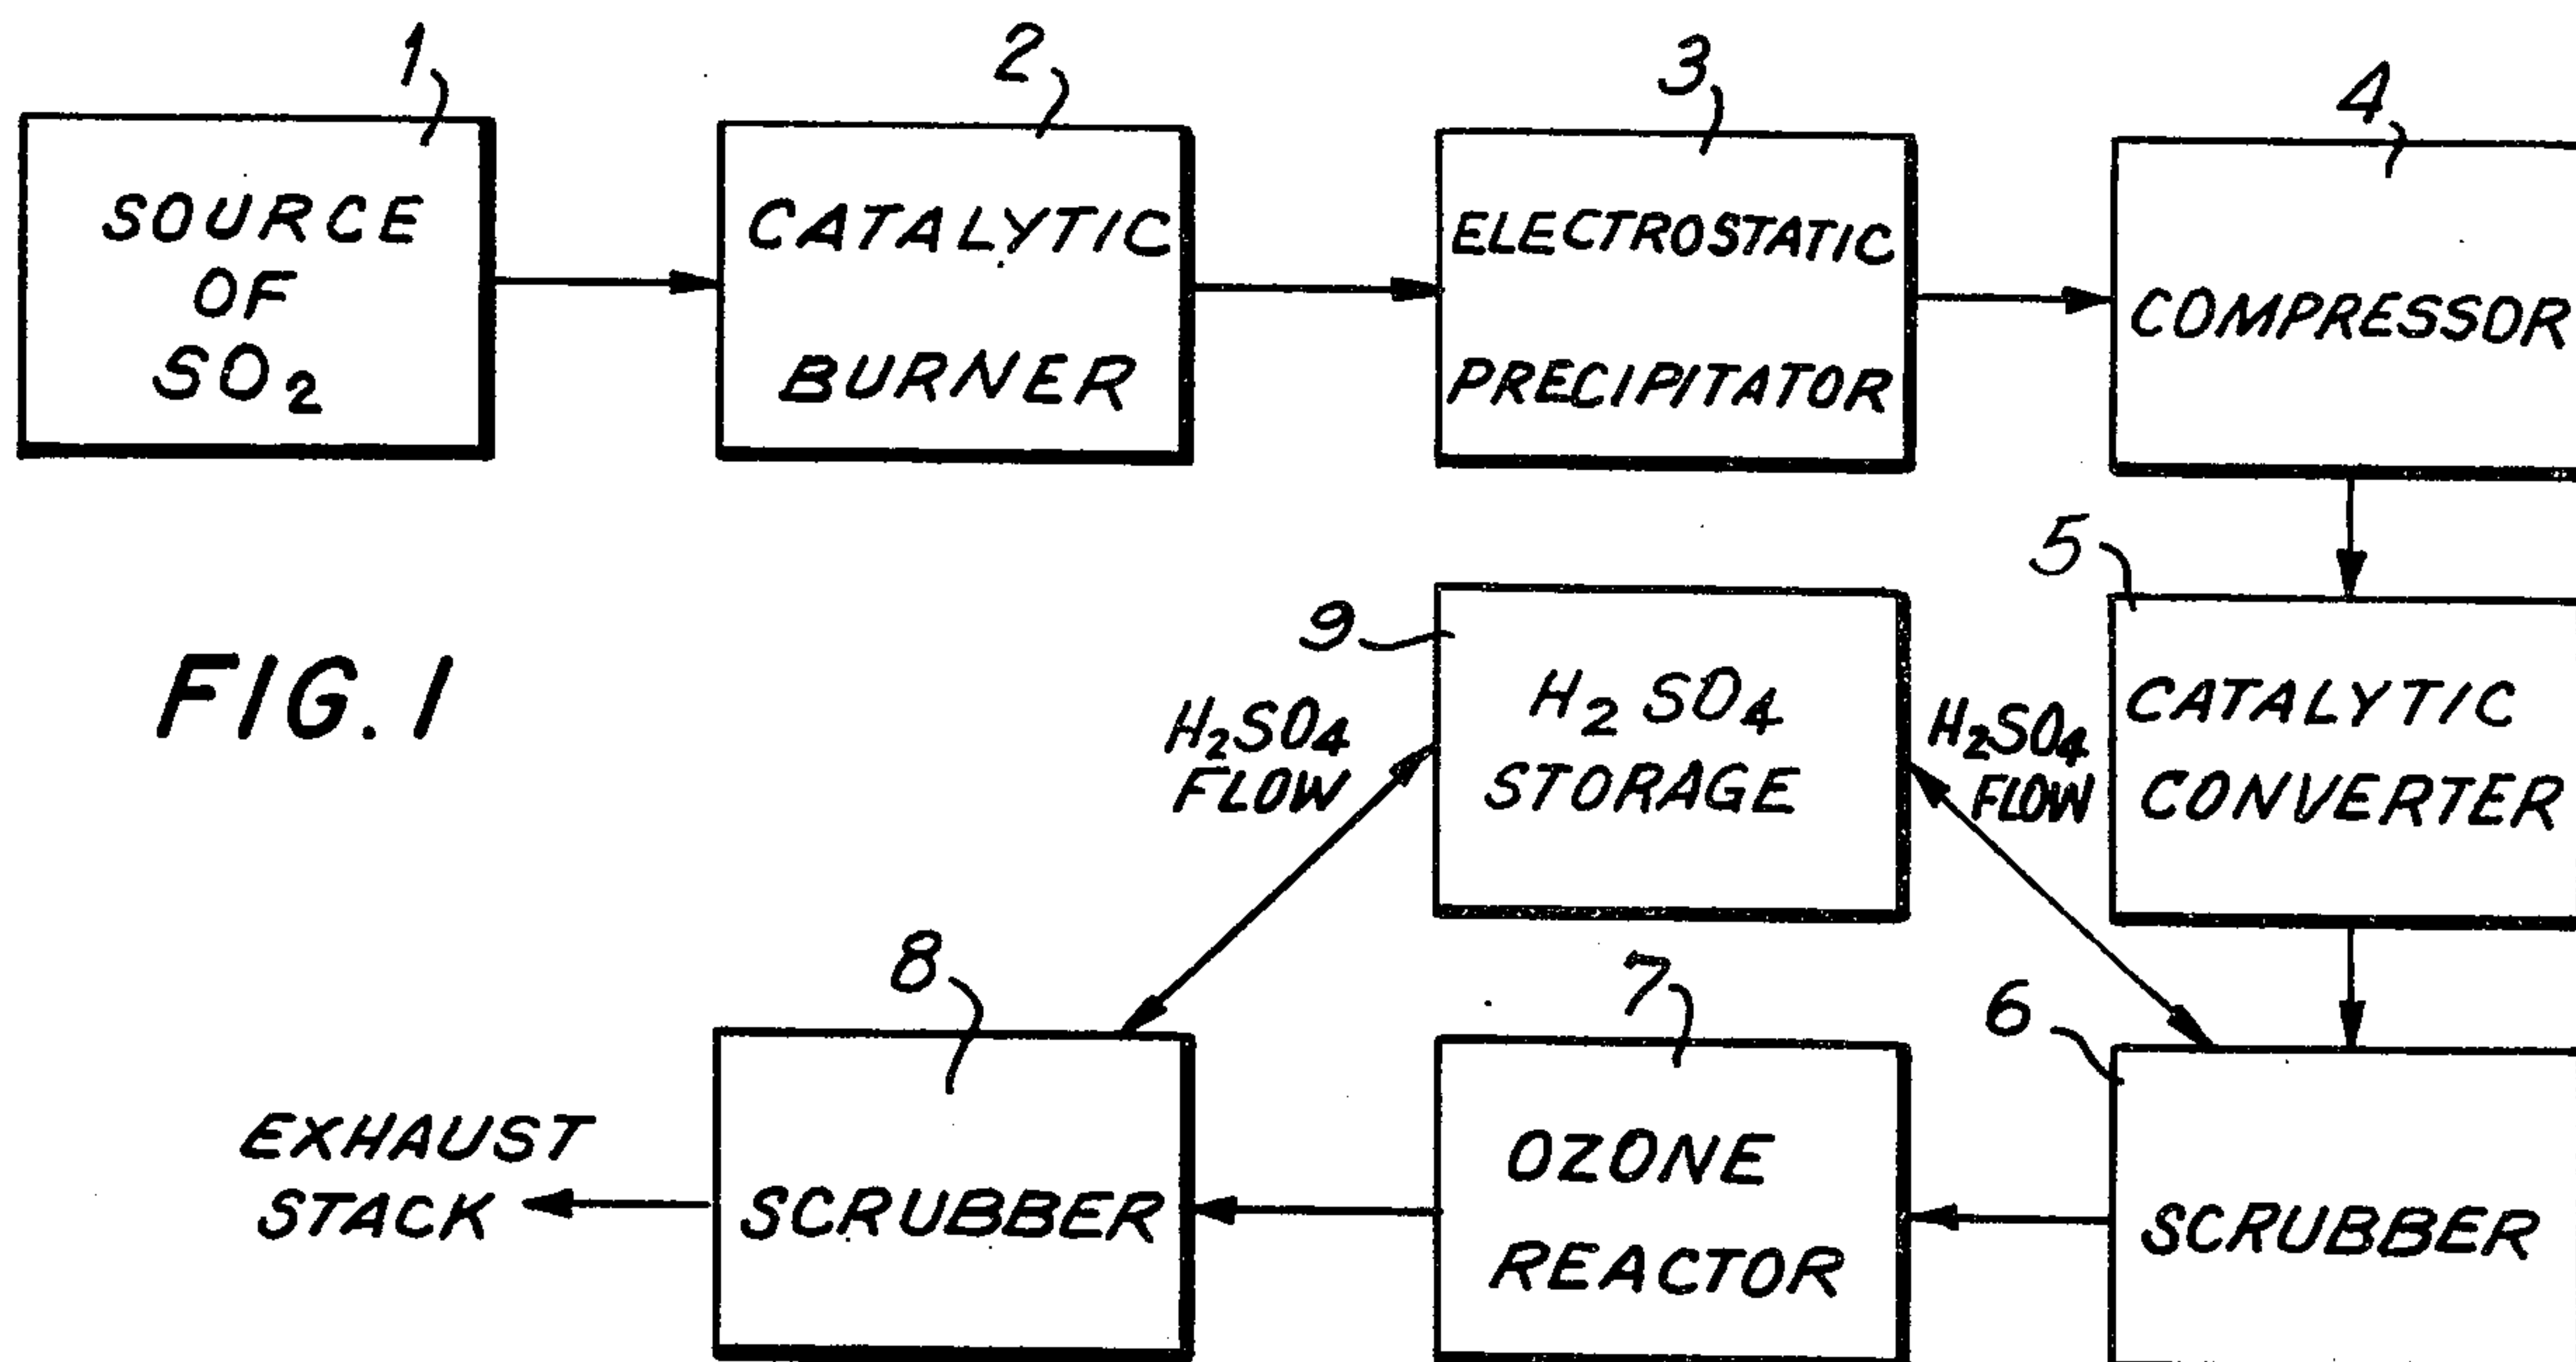 1
SOURCE
OF
SO₂
2
CATALYTIC
BURNER
3
ELECTROSTATIC
PRECIPITATOR
4
COMPRESSOR
5
CATALYTIC
CONVERTER
H₂SO₄
FLOW
9
H₂SO₄
STORAGE
H₂SO₄
FLOW
FIG. 1
6
SCRUBBER
7
OZONE
REACTOR
8
SCRUBBER
EXHAUST
STACK